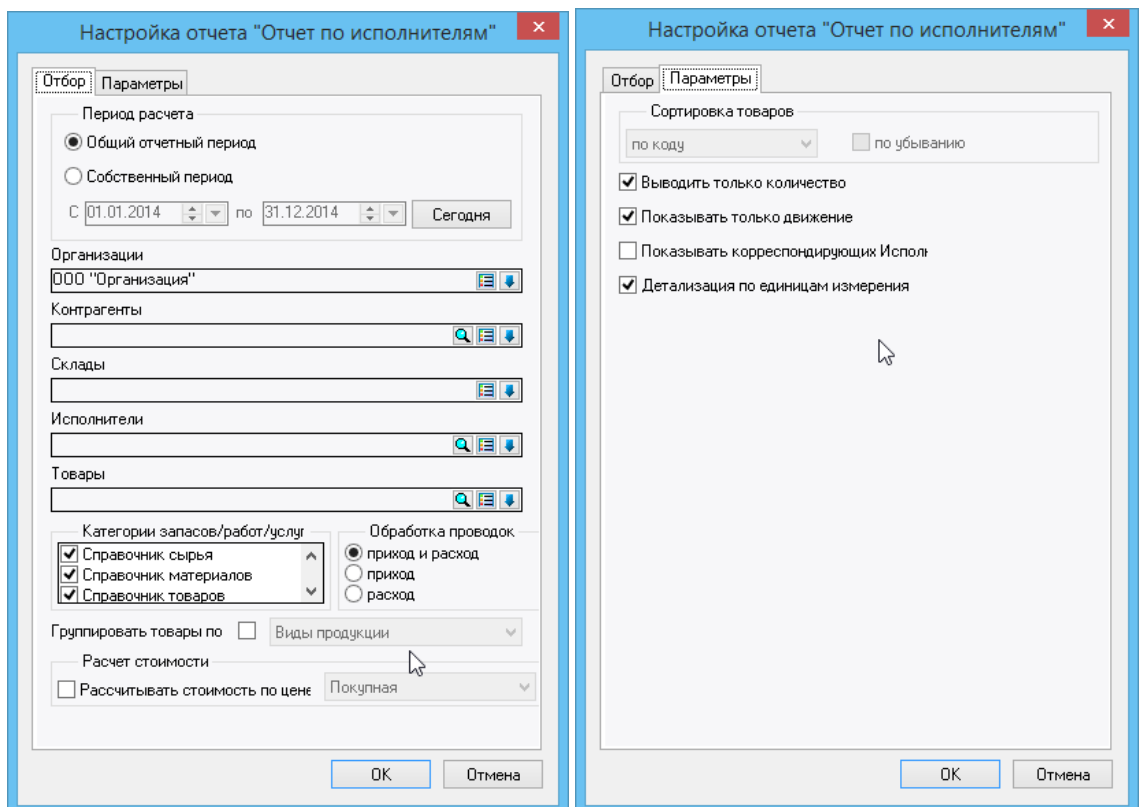 Настройка отчета "Отчет по исполнителям"
Отбор
Параметры
Период расчета
Общий отчетный период
Собственный период
С 01.01.2014 по 31.12.2014 Сегодня
Организации
ООО "Организация"
Контрагенты
Склады
Исполнители
Товары
Категории запасов/работ/услуг
Справочник сырья
Справочник материалов
Справочник товаров
Обработка проводок
приход и расход
приход
расход
Группировать товары по Виды продукции
Расчет стоимости
Рассчитывать стоимость по цене Покупная
OK
Отмена
Настройка отчета "Отчет по исполнителям"
Отбор
Параметры
Сортировка товаров
по коду
по убыванию
Выводить только количество
Показывать только движение
Показывать корреспондирующих Исполн
Детализация по единицам измерения
OK
Отмена